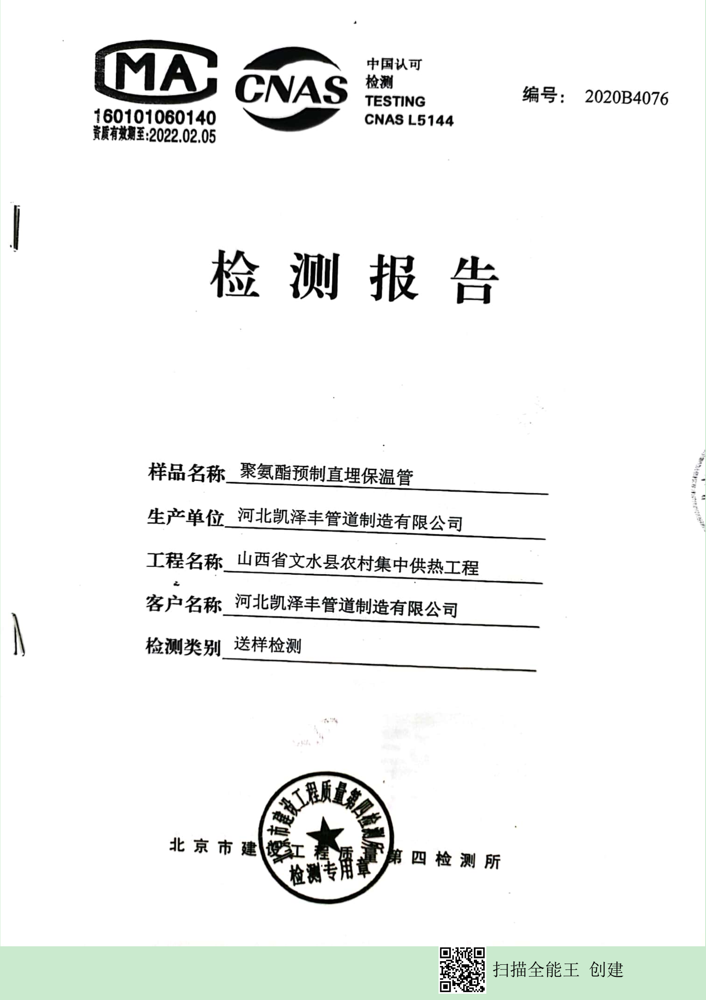 MA
160101060140
资质有效期至:2022.02.05
CNAS
中国认可
检测
TESTING
CNAS L5144
编号： 2020B4076
检测报告
样品名称 聚氨酯预制直埋保温管
生产单位 河北凯泽丰管道制造有限公司
工程名称 山西省文水县农村集中供热工程
客户名称 河北凯泽丰管道制造有限公司
检测类别 送样检测
北京市建设工程质量第四检测所
北京市建设工程质量第四检测所
检测专用章
扫描全能王 创建